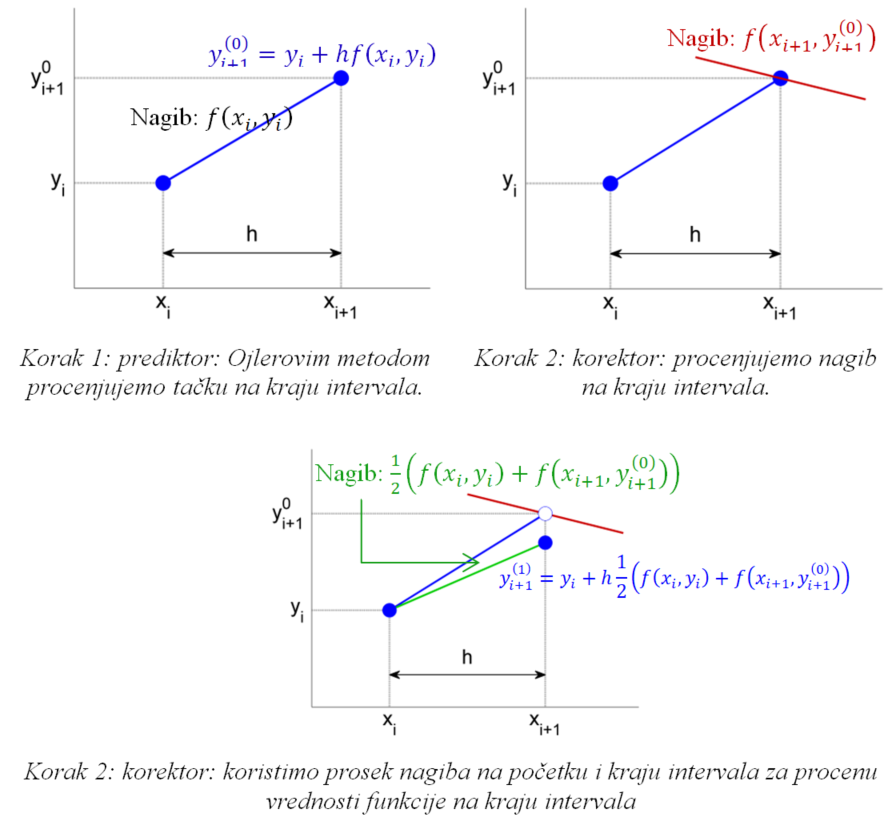 y_{i+1}^{(0)} = y_i + hf(x_i, y_i)
y_{i+1}^0
Nagib: f(x_i, y_i)
y_i
h
x_i x_{i+1}
Korak 1: prediktor: Ojlerovim metodom
procenjujemo tačku na kraju intervala.
Nagib: f(x_{i+1}, y_{i+1}^{(0)})
y_{i+1}^0
y_i
h
x_i x_{i+1}
Korak 2: korektor: procenjujemo nagib
na kraju intervala.
Nagib: \frac{1}{2}(f(x_i, y_i) + f(x_{i+1}, y_{i+1}^{(0)}))
y_{i+1}^0
y_{i+1}^{(1)} = y_i + h\frac{1}{2}(f(x_i, y_i) + f(x_{i+1}, y_{i+1}^{(0)}))
y_i
h
x_i x_{i+1}
Korak 2: korektor: koristimo prosek nagiba na početku i kraju intervala za procenu
vrednosti funkcije na kraju intervala